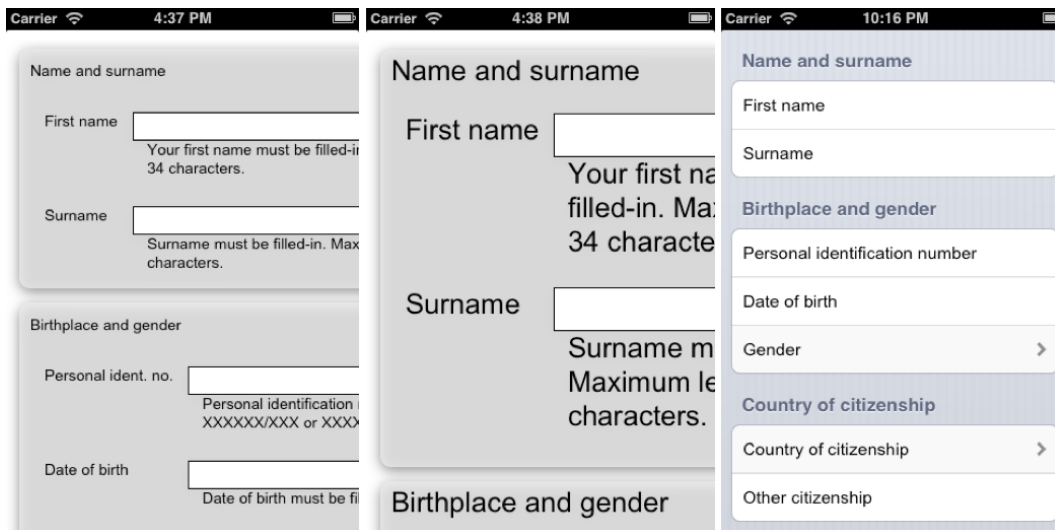 Carrier 4:37 PM
Name and surname
First name
Your first name must be filled-in
34 characters.
Surname
Surname must be filled-in. Max
characters.
Birthplace and gender
Personal ident. no.
Personal identification
XXXXXX/XXX or XXXX
Date of birth
Date of birth must be fil
Carrier 4:38 PM
Name and surname
First name
Your first na
filled-in. Max
34 characte
Surname
Surname m
Maximum le
characters.
Birthplace and gender
Carrier 10:16 PM
Name and surname
First name
Surname
Birthplace and gender
Personal identification number
Date of birth
Gender
Country of citizenship
Country of citizenship
Other citizenship